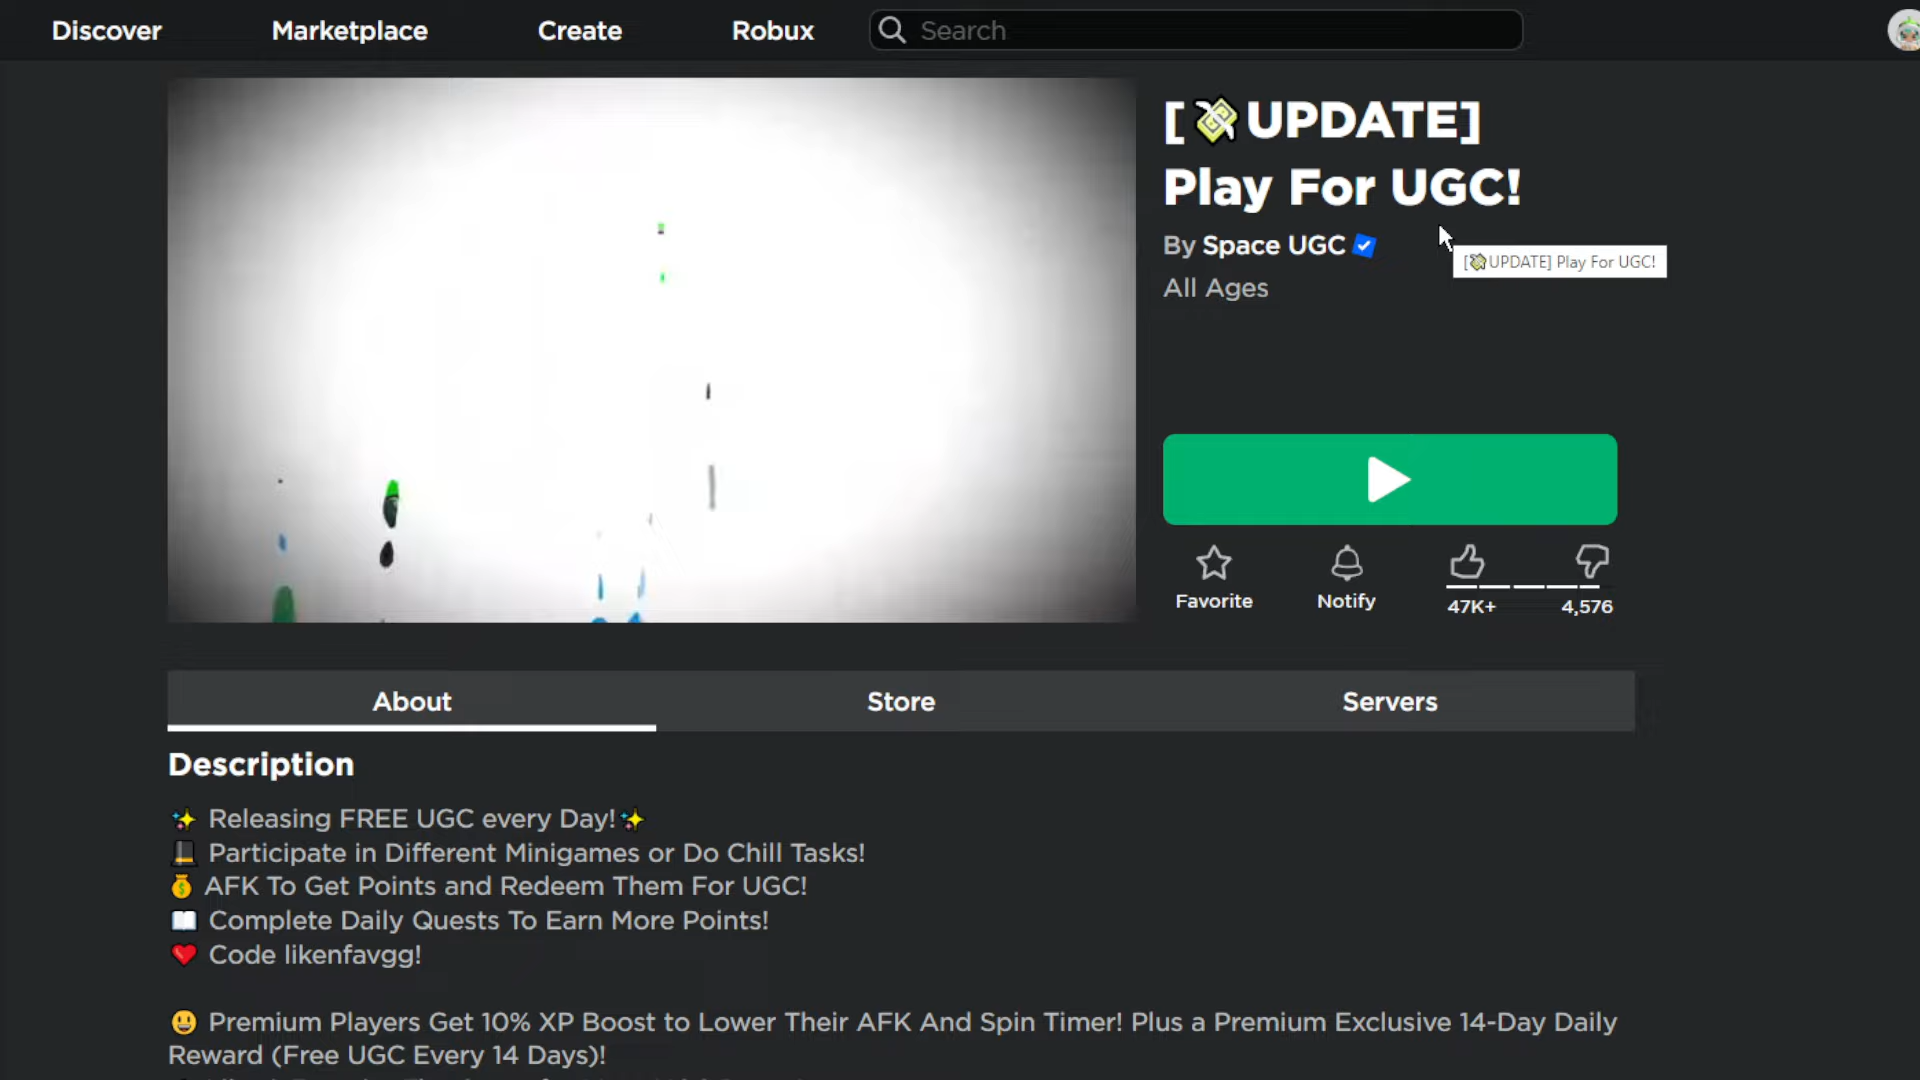 Discover Marketplace Create Robux Search
[💸UPDATE]
Play For UGC!
By Space UGC
[💸UPDATE] Play For UGC!
All Ages
Favorite Notify 47K+ 4,576
About Store Servers
Description
✨ Releasing FREE UGC every Day!✨
🎩 Participate in Different Minigames or Do Chill Tasks!
💰 AFK To Get Points and Redeem Them For UGC!
📖 Complete Daily Quests To Earn More Points!
❤️ Code likenfavgg!
😃 Premium Players Get 10% XP Boost to Lower Their AFK And Spin Timer! Plus a Premium Exclusive 14-Day Daily
Reward (Free UGC Every 14 Days)!